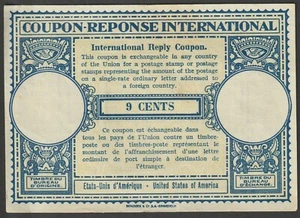 COUPON-REPONSE INTERNATIONAL
International Reply Coupon.
This coupon is exchangeable in any country
of the Union for a postage stamp or postage
stamps representing the amount of the postage
on a single-rate ordinary letter addressed to
a foreign country.
9 CENTS
Ce coupon est échangeable dans
tous les pays de l'Union contre un timbre-
poste ou des timbres-poste représentant le
montant de l'affranchissement d'une lettre
ordinaire de port simple à destination de
l'étranger.
TIMBRE DU
BUREAU
D'ORIGINE
TIMBRE DU
BUREAU
D'ÉCHANGE
Etats-Unis d'Amérique - United States of America